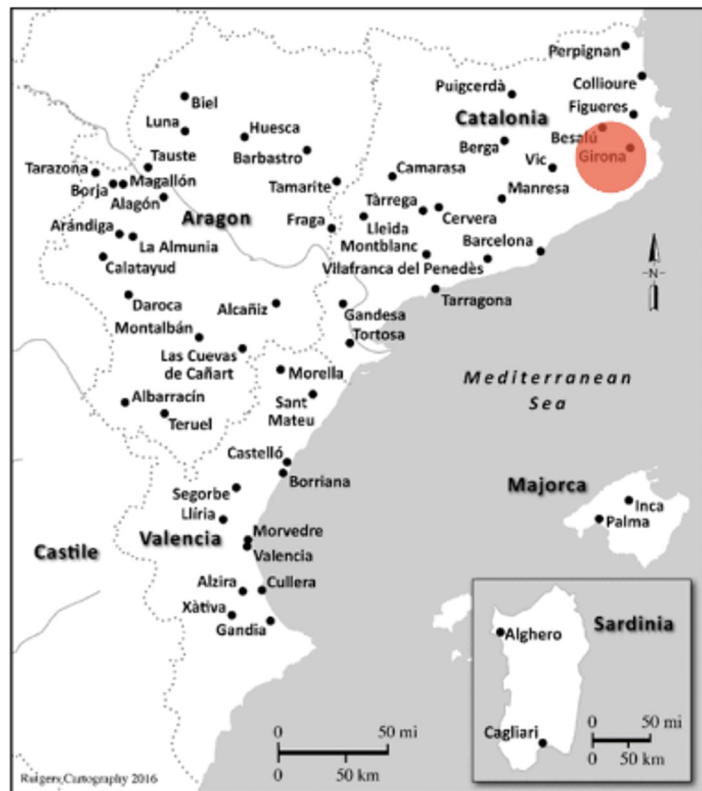 Perpignan
Puigcerdà
Collioure
Biel
Figueres
Catalonia
Luna
Huesca
Besalú
Berga
Girona
Barbastro
Tauste
Vic
Tarazona
Camarasa
Magallón
Tamarite
Borja
Manresa
Alagón
Tàrrega
Aragon
Cervera
Arándiga
Fraga
Lleida
La Almunia
Montblanc
Barcelona
Calatayud
Vilafranca del Penedès
Daroca
Tarragona
Alcañiz
Gandesa
Montalbán
Tortosa
Las Cuevas
de Cañart
Morella
Mediterranean
Sea
Albarracín
Sant
Mateu
Teruel
Castelló
Borriana
Majorca
Segorbe
Inca
Llíria
Palma
Morvedre
Valencia
Castile
Valencia
Alzira
Cullera
Xàtiva
Gandia
Sardinia
Alghero
N
Cagliari
0 50 mi
0 50 km
0 50 mi
0 50 km
Rutgers Cartography 2016